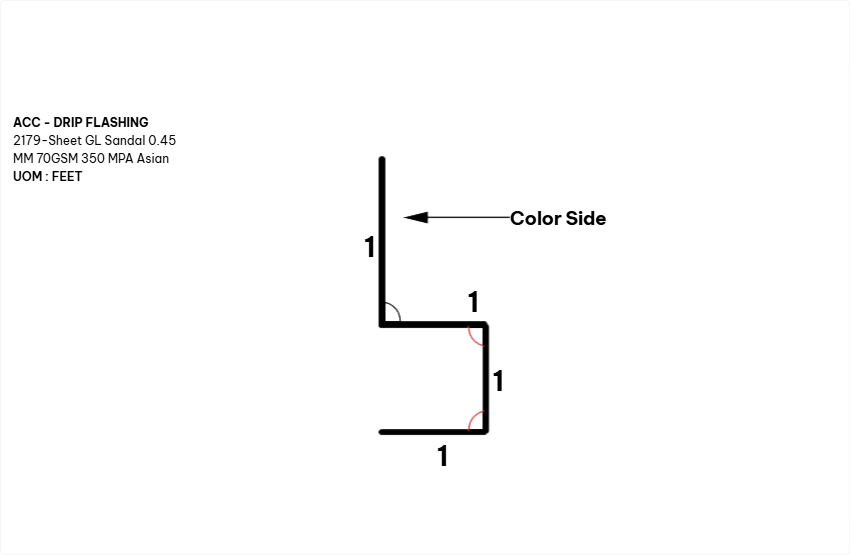 ACC - DRIP FLASHING
2179-Sheet GL Sandal 0.45
MM 70GSM 350 MPA Asian
UOM : FEET
Color Side
1
1
1
1